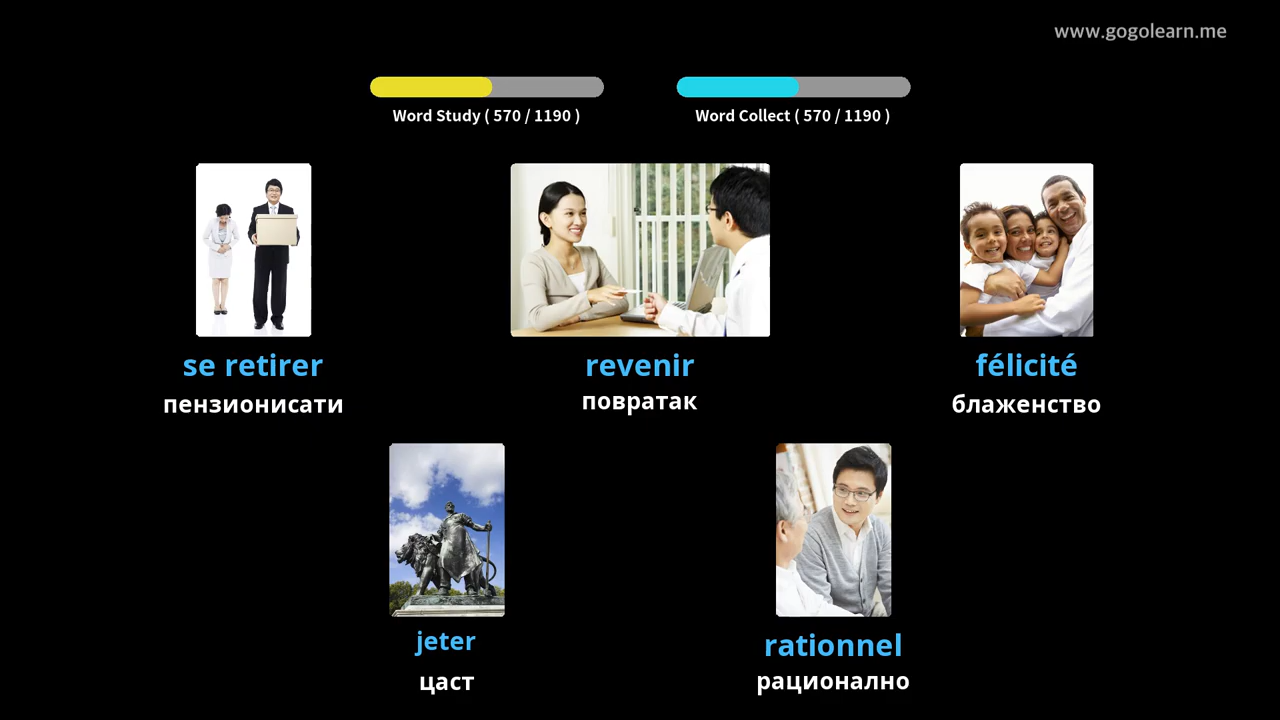 www.gogolearn.me
Word Study ( 570 / 1190 )
Word Collect ( 570 / 1190 )
se retirer
пензионисати
revenir
повратак
félicité
блаженство
jeter
цаст
rationnel
рационално